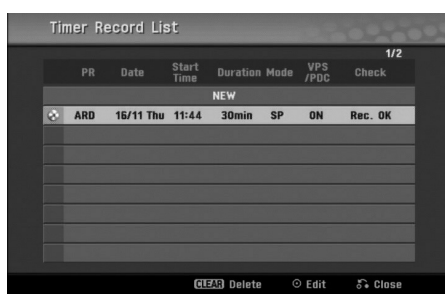 Timer Record List
1/2
PR Date Start Time Duration Mode VPS /PDC Check
NEW
ARD 16/11 Thu 11:44 30min SP ON Rec. OK
CLEAR Delete Edit Close